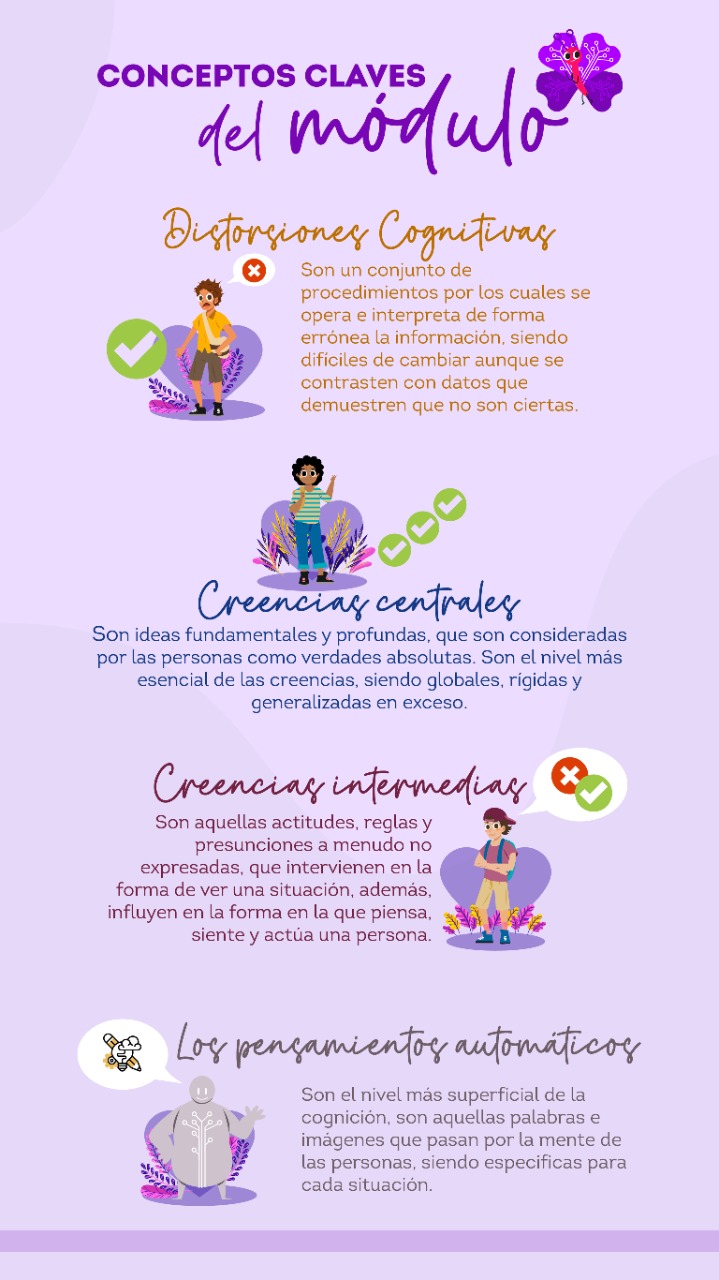 CONCEPTOS CLAVES
del módulo
Distorsiones Cognitivas
Son un conjunto de
procedimientos por los cuales se
opera e interpreta de forma
errónea la información, siendo
difíciles de cambiar aunque se
contrasten con datos que
demuestren que no son ciertas.
Creencias centrales
Son ideas fundamentales y profundas, que son consideradas
por las personas como verdades absolutas. Son el nivel más
esencial de las creencias, siendo globales, rígidas y
generalizadas en exceso.
Creencias intermedias
Son aquellas actitudes, reglas y
presunciones a menudo no
expresadas, que intervienen en la
forma de ver una situación, además,
influyen en la forma en la que piensa,
siente y actúa una persona.
Los pensamientos automáticos
Son el nivel más superficial de la
cognición, son aquellas palabras e
imágenes que pasan por la mente de
las personas, siendo especificas para
cada situación.